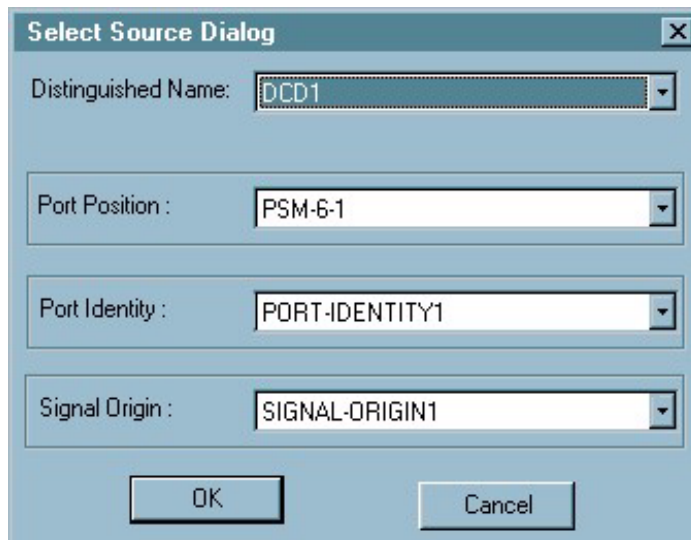 Select Source Dialog
Distinguished Name: DCD1
Port Position : PSM-6-1
Port Identity : PORT-IDENTITY1
Signal Origin : SIGNAL-ORIGIN1
OK Cancel